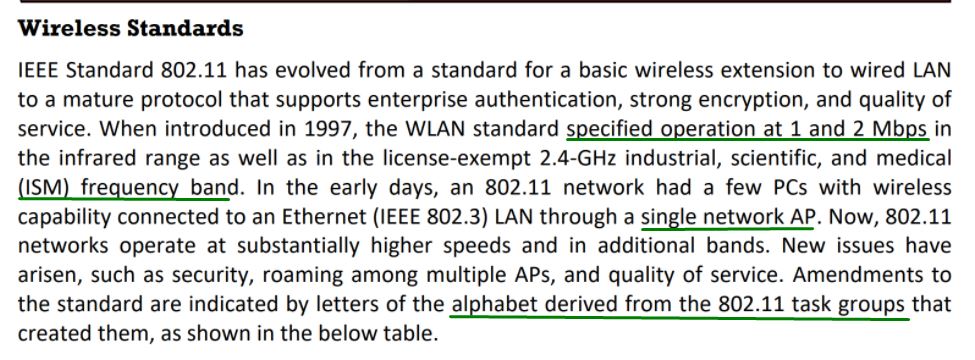 Wireless Standards
IEEE Standard 802.11 has evolved from a standard for a basic wireless extension to wired LAN
to a mature protocol that supports enterprise authentication, strong encryption, and quality of
service. When introduced in 1997, the WLAN standard specified operation at 1 and 2 Mbps in
the infrared range as well as in the license-exempt 2.4-GHz industrial, scientific, and medical
(ISM) frequency band. In the early days, an 802.11 network had a few PCs with wireless
capability connected to an Ethernet (IEEE 802.3) LAN through a single network AP. Now, 802.11
networks operate at substantially higher speeds and in additional bands. New issues have
arisen, such as security, roaming among multiple APs, and quality of service. Amendments to
the standard are indicated by letters of the alphabet derived from the 802.11 task groups that
created them, as shown in the below table.